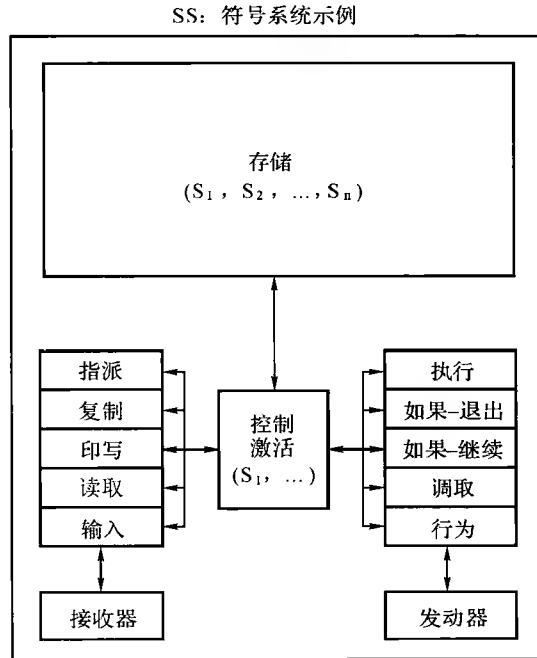 SS：符号系统示例
存储
(S₁, S₂, …, Sₙ)
指派
复制
印写
读取
输入
接收器
控制
激活
(S₁, …)
执行
如果-退出
如果-继续
调取
行为
发动器